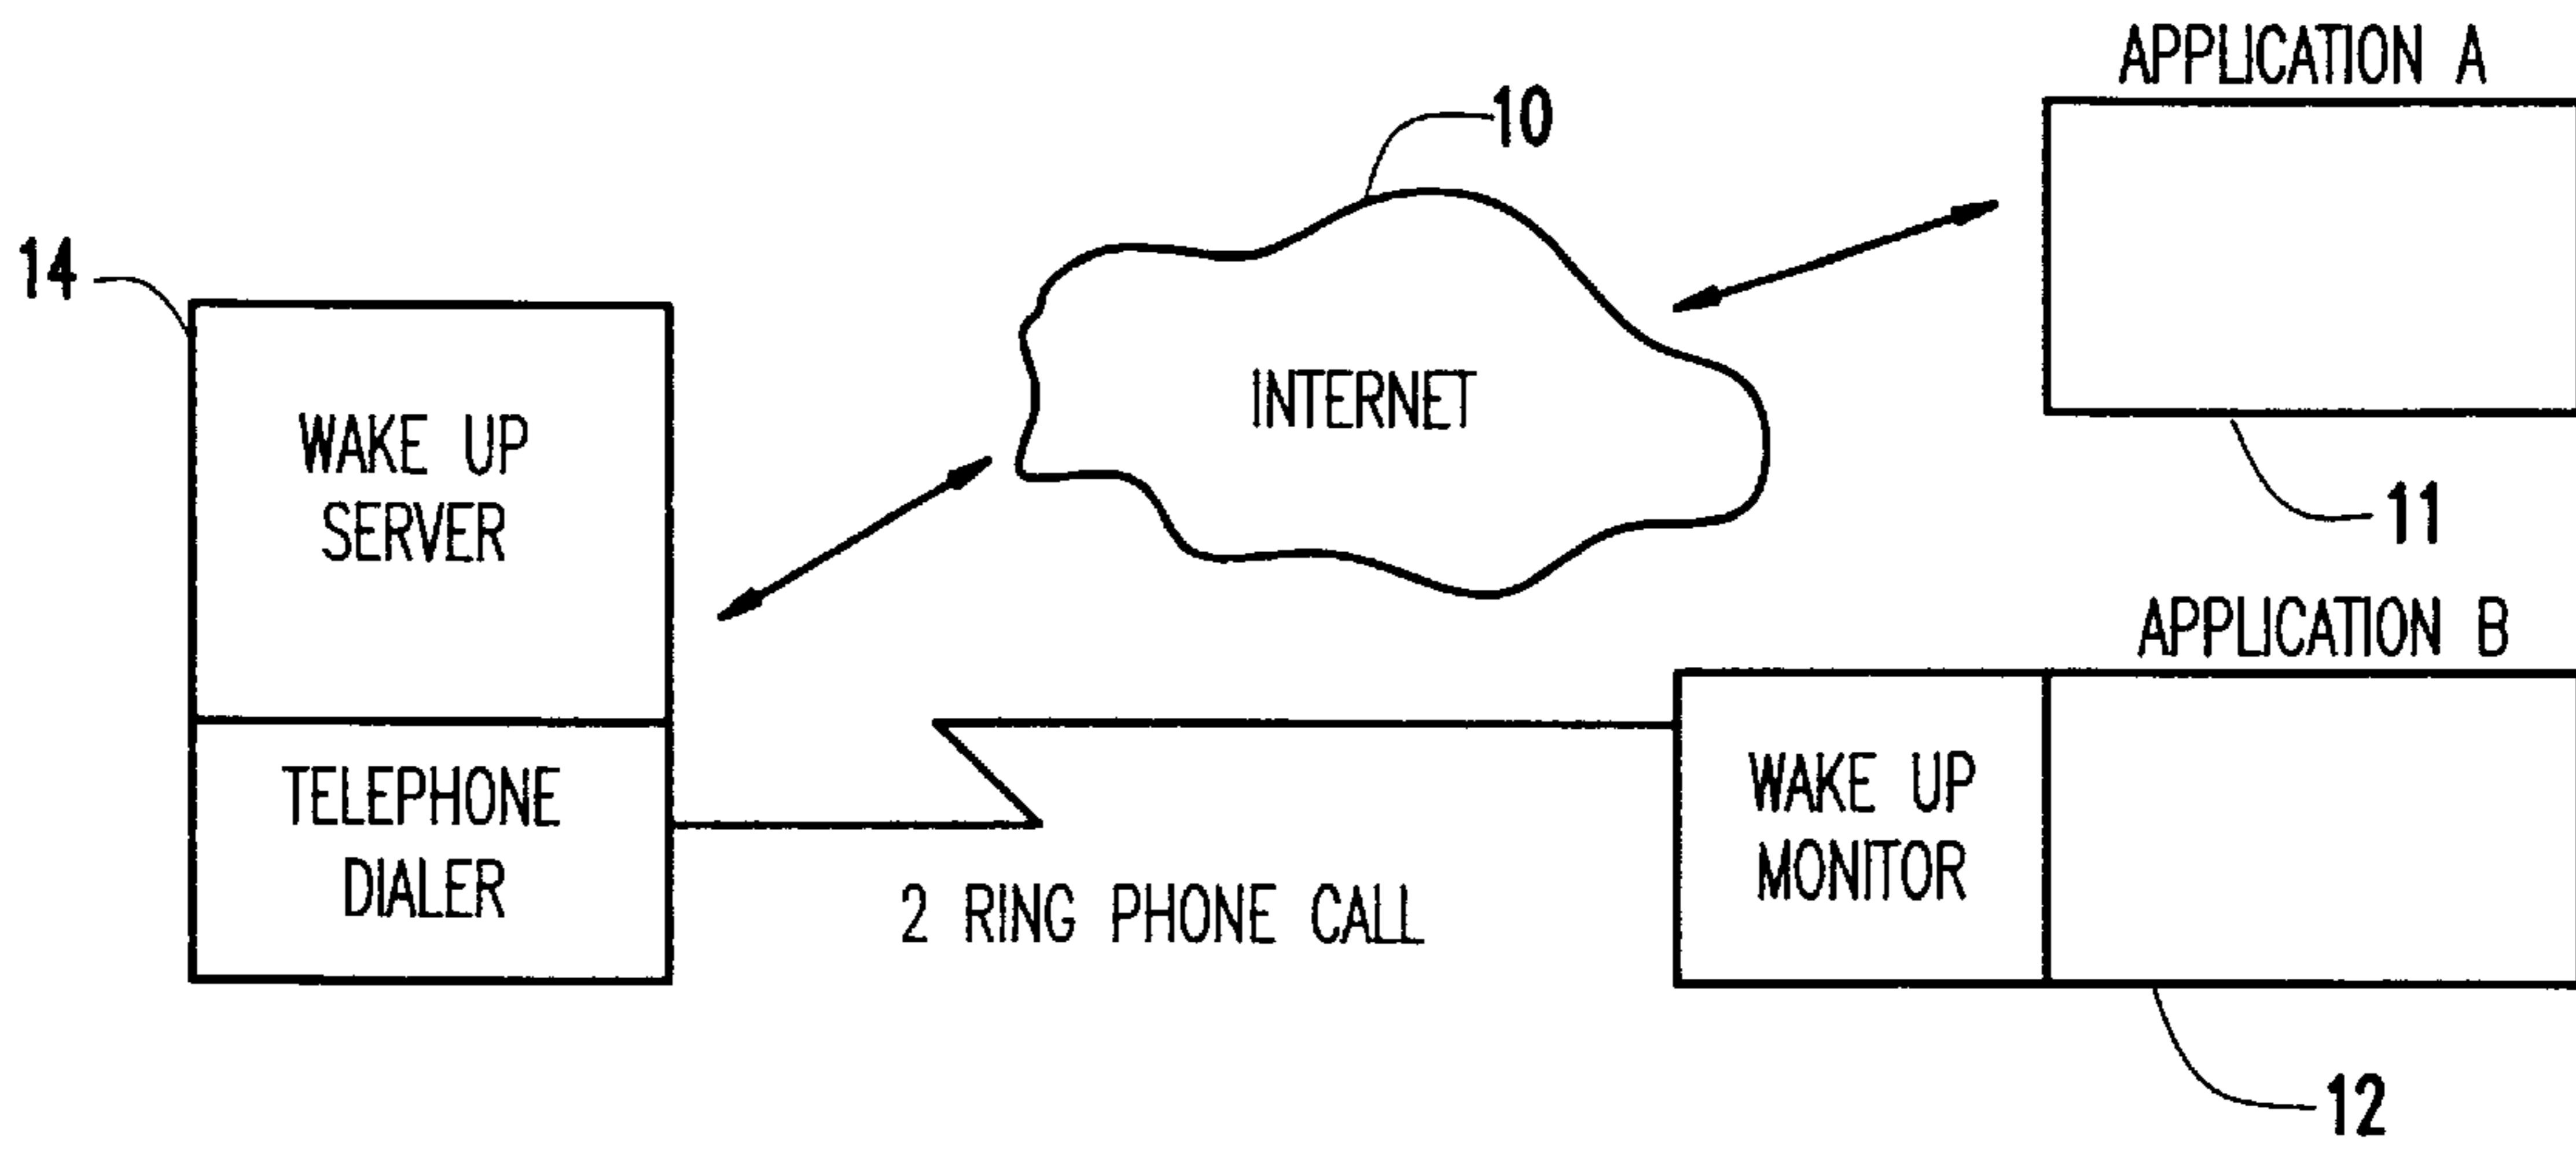 APPLICATION A
10
14
INTERNET
WAKE UP
SERVER
11
APPLICATION B
TELEPHONE
DIALER
WAKE UP
MONITOR
2 RING PHONE CALL
12